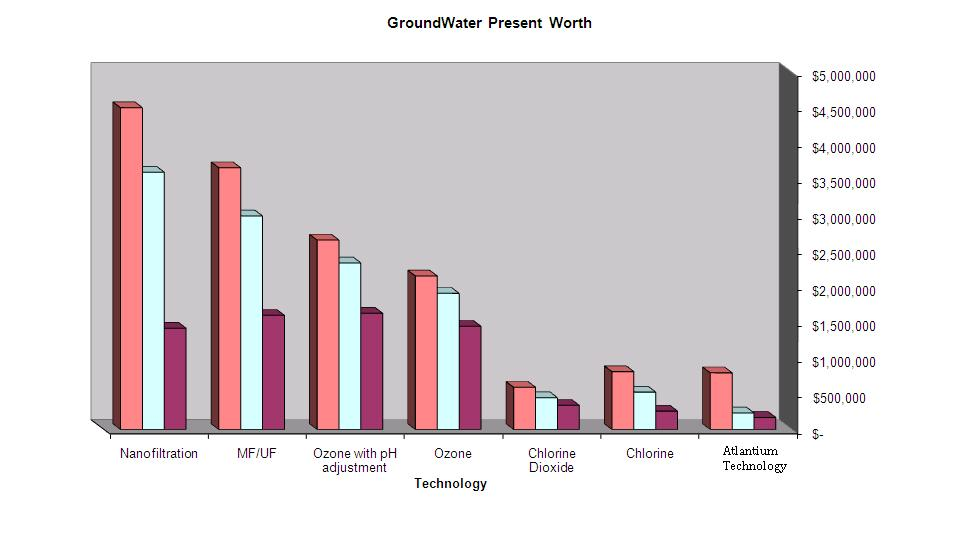 GroundWater Present Worth
$5,000,000
$4,500,000
$4,000,000
$3,500,000
$3,000,000
$2,500,000
$2,000,000
$1,500,000
$1,000,000
$500,000
$-
Nanofiltration
MF/UF
Ozone with pH
adjustment
Ozone
Chlorine
Dioxide
Chlorine
Atlantium
Technology
Technology